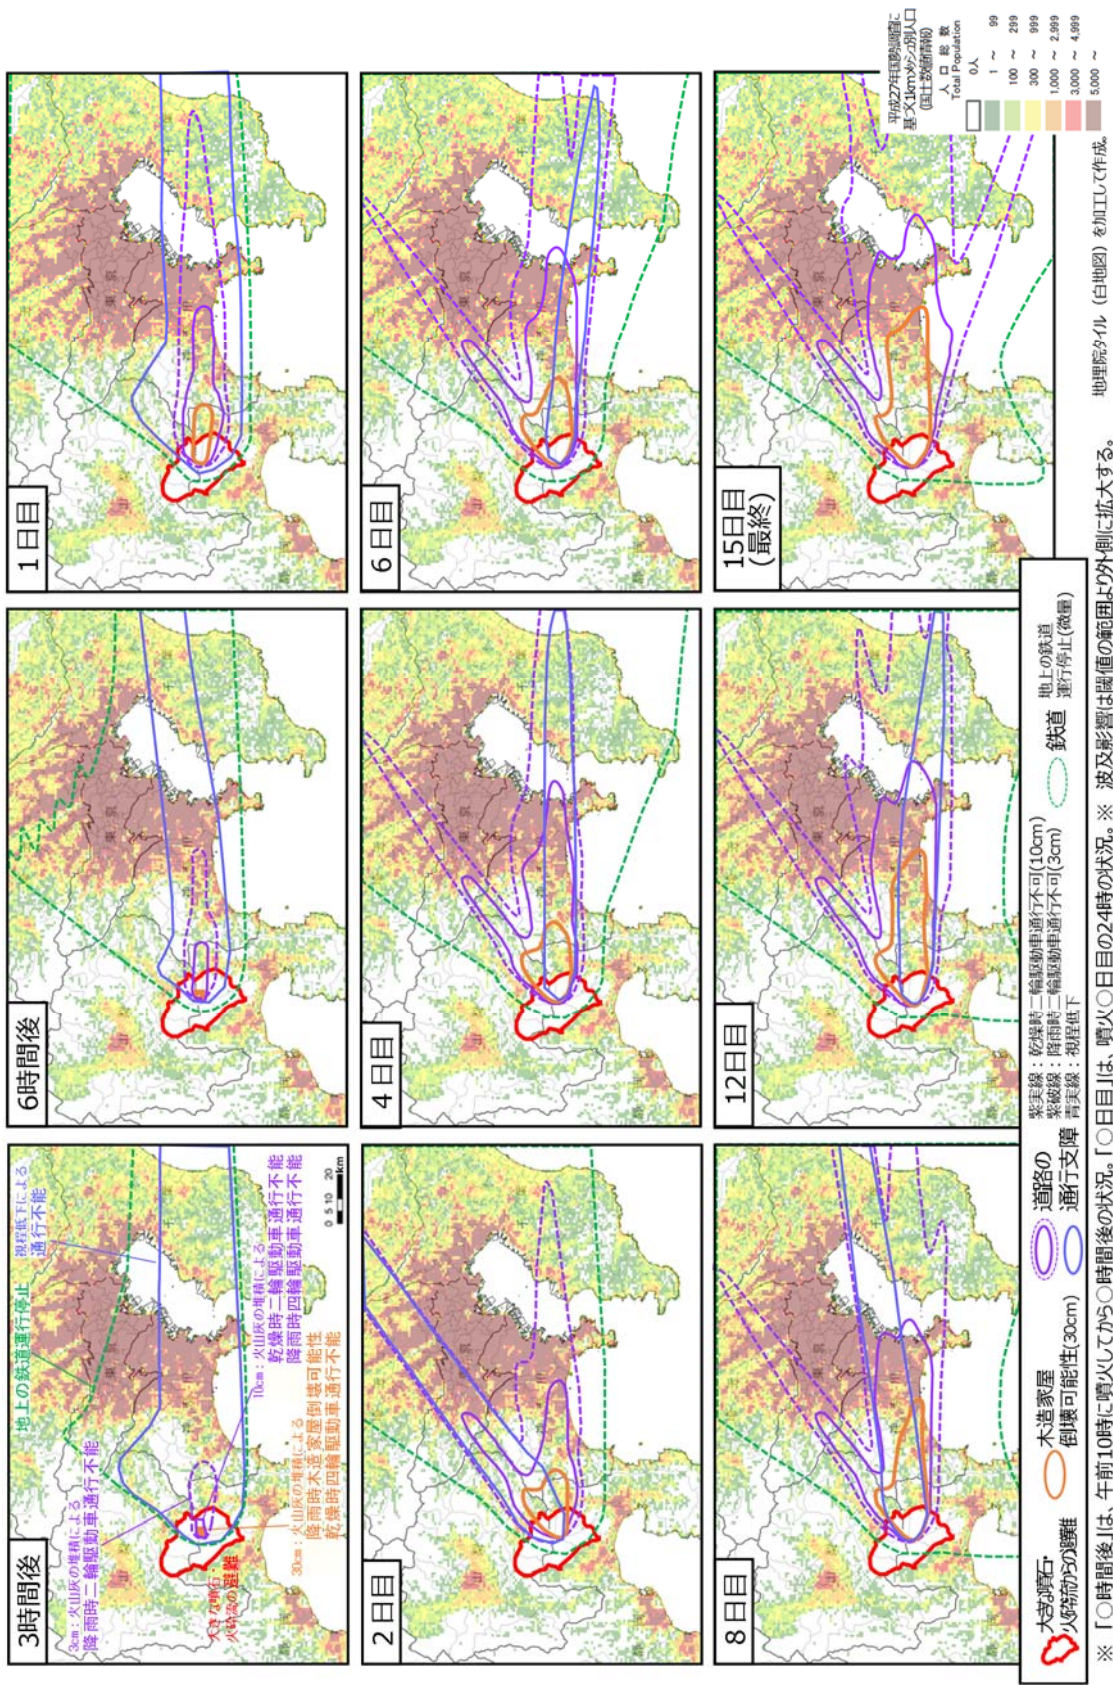 3時間後
地上の鉄道運行停止
視程低下による
通行不能
3cm：火山灰の堆積による
降雨時二輪駆動車通行不能
10cm：火山灰の堆積による
乾燥時二輪駆動車通行不能
降雨時四輪駆動車通行不能
30cm：火山灰の堆積による
降雨時木造家屋倒壊可能性
乾燥時四輪駆動車通行不能
大きな噴石・
火砕流の避難
0 5 10 20
km
6時間後
1日目
2日目
4日目
6日目
8日目
12日目
15日目
(最終)
平成27年国勢調査に
基づく1kmメッシュ別人口
(国土数値情報)
人口総数
Total Population
0人
1 ～ 99
100 ～ 299
300 ～ 999
1,000 ～ 2,999
3,000 ～ 4,999
5,000 ～
大きな噴石・
火砕流からの避難
木造家屋
倒壊可能性(30cm)
道路の
通行支障
紫実線：乾燥時二輪駆動車通行不可(10cm)
紫破線：降雨時二輪駆動車通行不可(3cm)
青実線：視程低下
鉄道
地上の鉄道
運行停止(微量)
地理院タイル（白地図）を加工して作成。
※「○時間後」は、午前10時に噴火してから○時間後の状況。「○日目」は、噴火○日目の24時の状況。※ 波及影響は閾値の範囲より外側に拡大する。